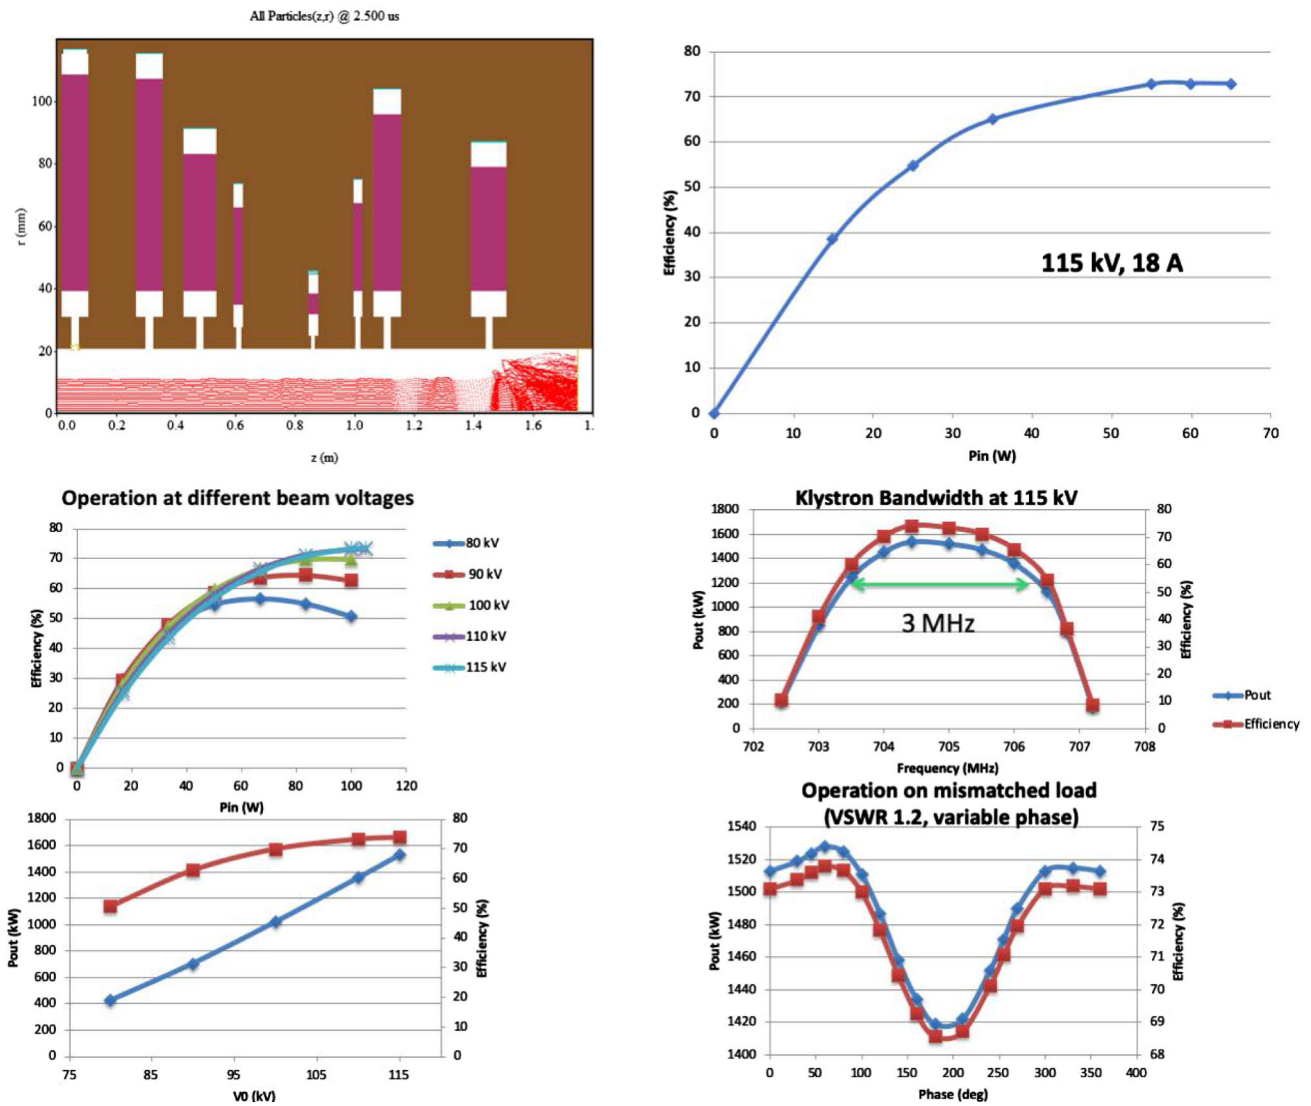 All Particles(z,r) @ 2.500 us
r (mm)
100
80
60
40
20
0
0.0 0.2 0.4 0.6 0.8 1.0 1.2 1.4 1.6 1.
z (m)
Efficiency (%)
80
70
60
50
40
30
20
10
0
115 kV, 18 A
0 10 20 30 40 50 60 70
Pin (W)
Operation at different beam voltages
Efficiency (%)
80
70
60
50
40
30
20
10
0
0 20 40 60 80 100 120
Pin (W)
80 kV
90 kV
100 kV
110 kV
115 kV
Klystron Bandwidth at 115 kV
Pout (kW)
1800
1600
1400
1200
1000
800
600
400
200
0
3 MHz
80
70
60
50
40
30
20
10
0
Efficiency (%)
702 703 704 705 706 707 708
Frequency (MHz)
Pout
Efficiency
Pout (kW)
1800
1600
1400
1200
1000
800
600
400
200
0
80
70
60
50
40
30
20
10
0
Efficiency (%)
75 85 95 105 115
V0 (kV)
Operation on mismatched load
(VSWR 1.2, variable phase)
Pout (kW)
1540
1520
1500
1480
1460
1440
1420
1400
75
74
73
72
71
70
69
68
Efficiency (%)
0 50 100 150 200 250 300 350 400
Phase (deg)